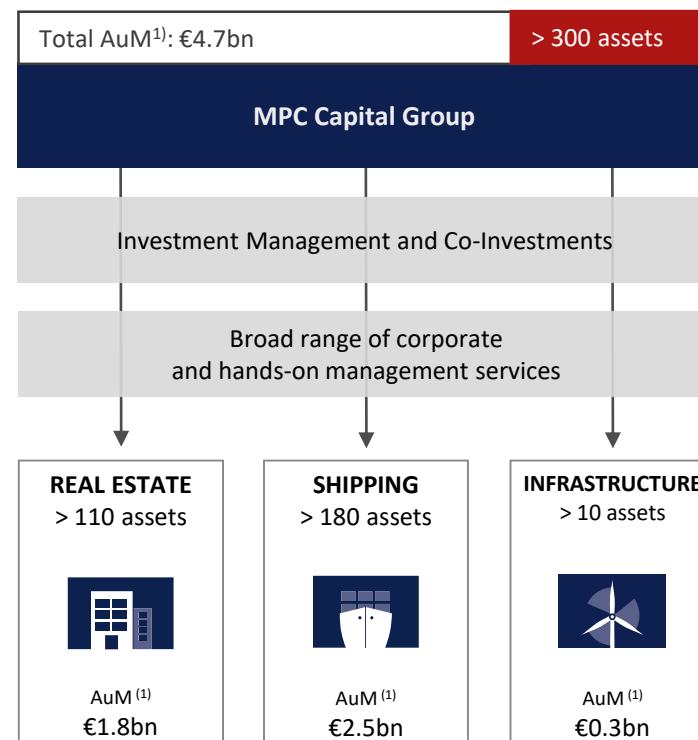 Total AuM1): €4.7bn
> 300 assets
MPC Capital Group
Investment Management and Co-Investments
Broad range of corporate
and hands-on management services
REAL ESTATE
> 110 assets
AuM (1)
€1.8bn
SHIPPING
> 180 assets
AuM (1)
€2.5bn
INFRASTRUCTURE
> 10 assets
AuM (1)
€0.3bn